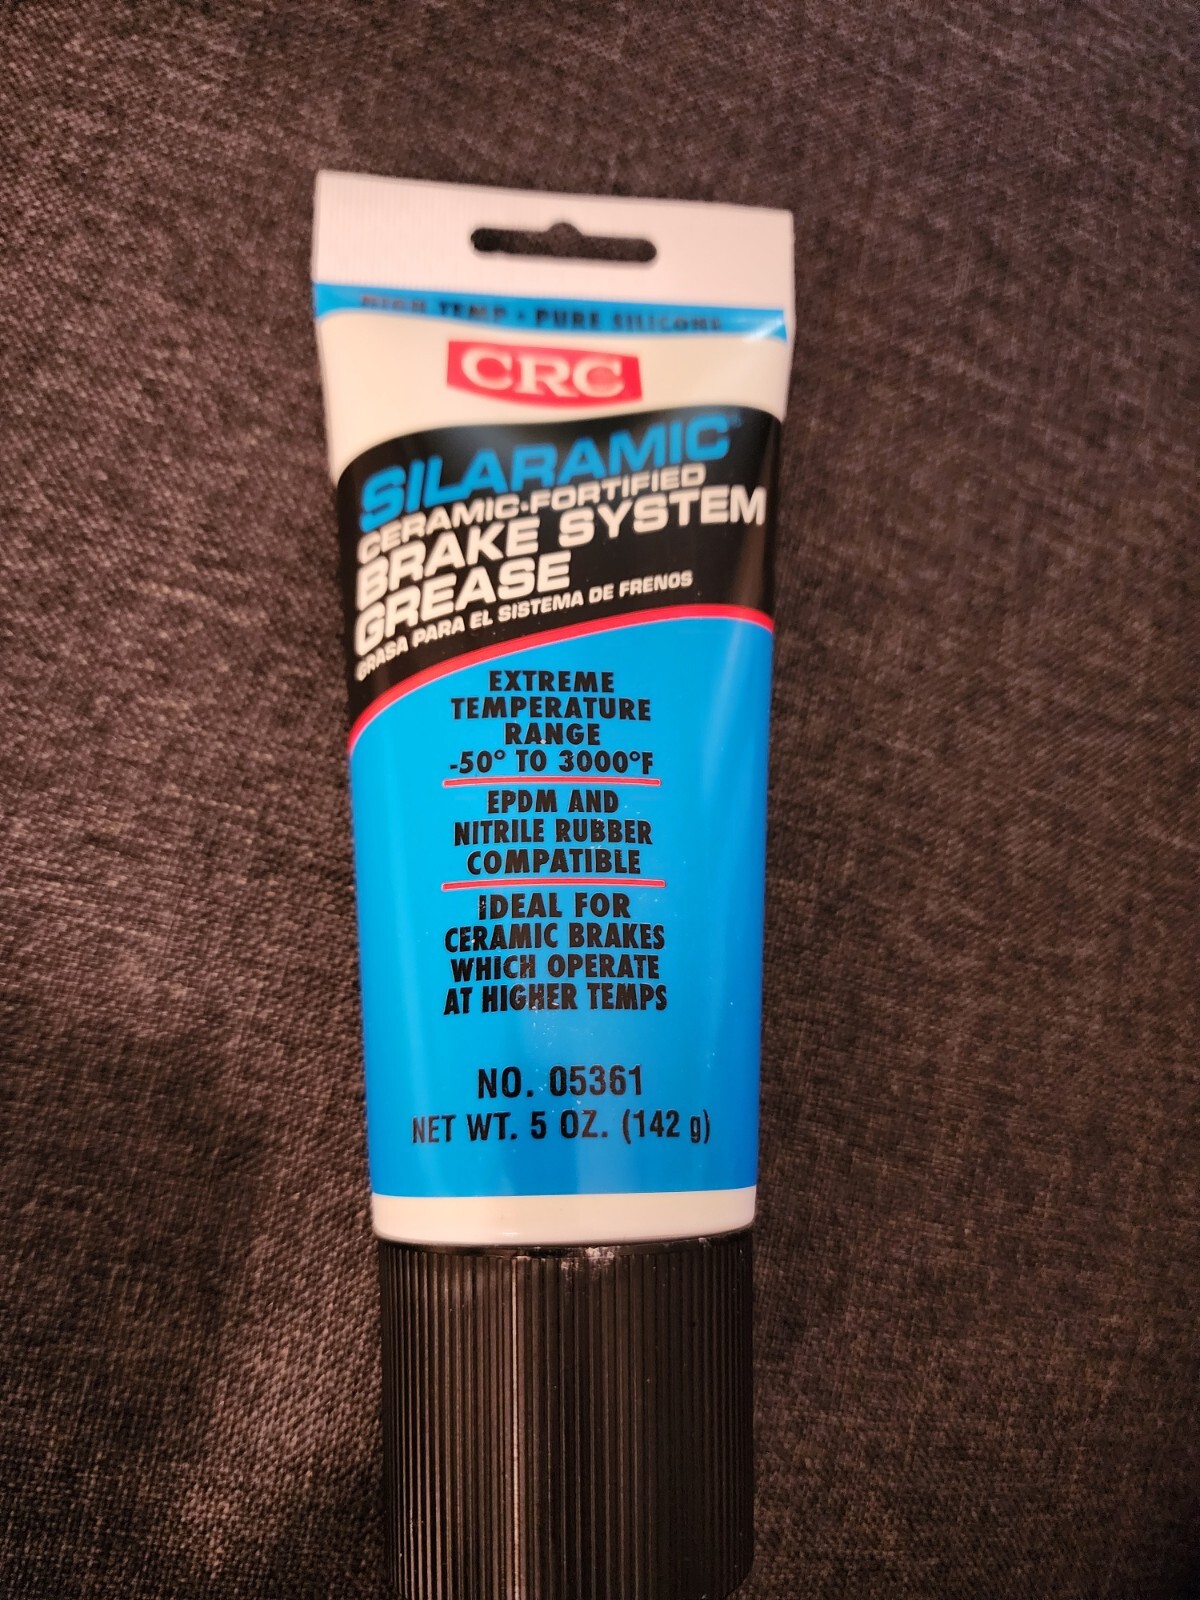 HIGH TEMP • PURE SILICONE
CRC
SILARAMIC®
CERAMIC-FORTIFIED
BRAKE SYSTEM
GREASE
GRASA PARA EL SISTEMA DE FRENOS
EXTREME
TEMPERATURE
RANGE
-50° TO 3000°F
EPDM AND
NITRILE RUBBER
COMPATIBLE
IDEAL FOR
CERAMIC BRAKES
WHICH OPERATE
AT HIGHER TEMPS
NO. 05361
NET WT. 5 OZ. (142 g)